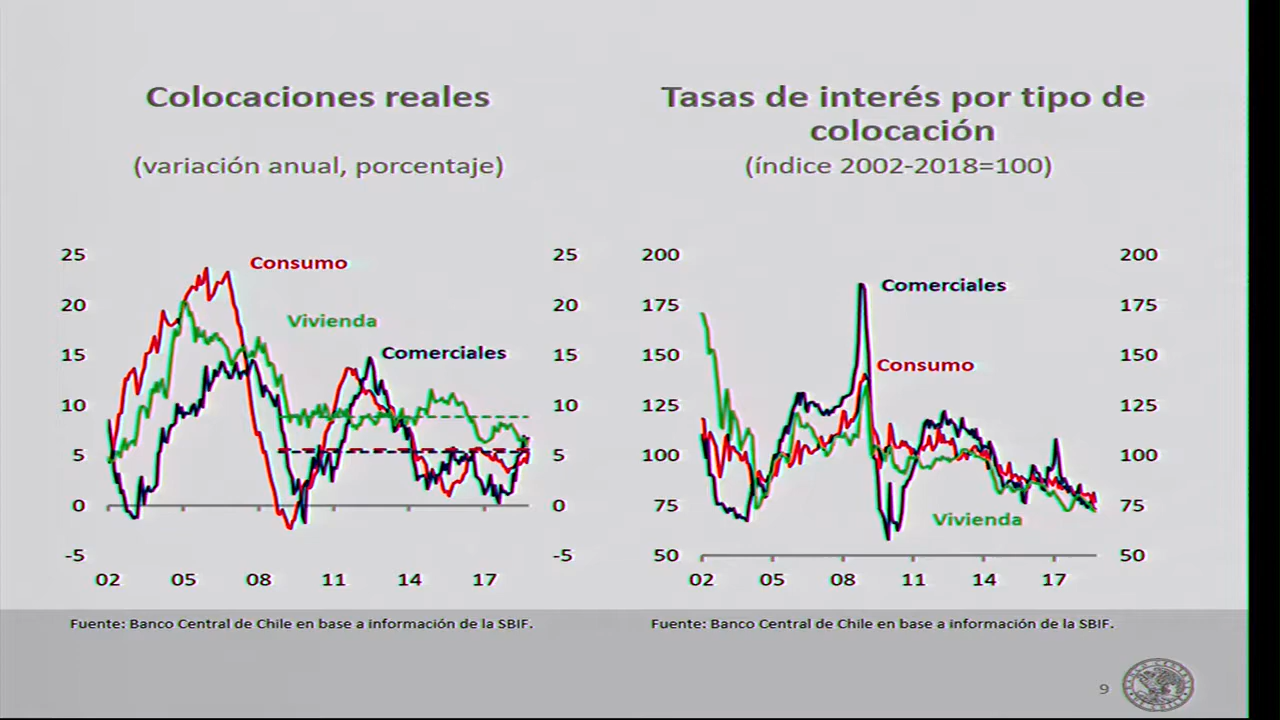 Colocaciones reales
(variación anual, porcentaje)
25
20
15
10
5
0
-5
25
20
15
10
5
0
-5
Consumo
Vivienda
Comerciales
02 05 08 11 14 17
Fuente: Banco Central de Chile en base a información de la SBIF.
Tasas de interés por tipo de
colocación
(índice 2002-2018=100)
200
175
150
125
100
75
50
200
175
150
125
100
75
50
Comerciales
Consumo
Vivienda
02 05 08 11 14 17
Fuente: Banco Central de Chile en base a información de la SBIF.
9